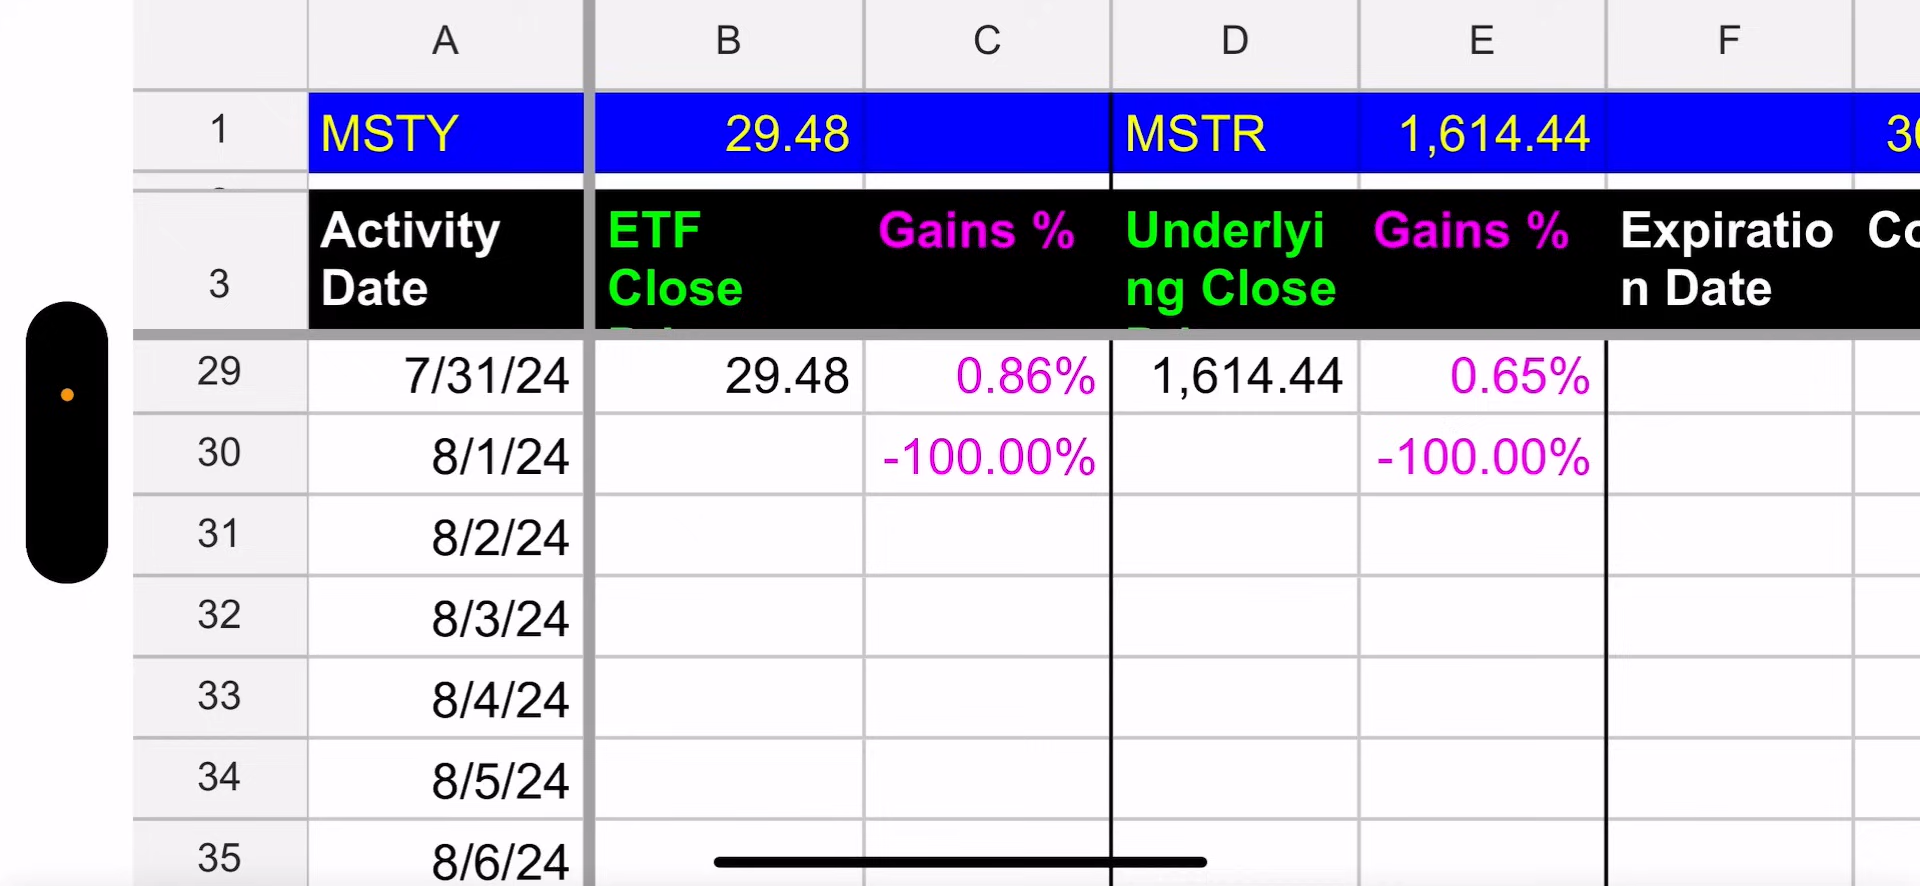 A B C D E F
1 MSTY 29.48 MSTR 1,614.44
3 Activity Date ETF Close Gains % Underlying Close Gains % Expiration Date
29 7/31/24 29.48 0.86% 1,614.44 0.65%
30 8/1/24 -100.00% -100.00%
31 8/2/24
32 8/3/24
33 8/4/24
34 8/5/24
35 8/6/24